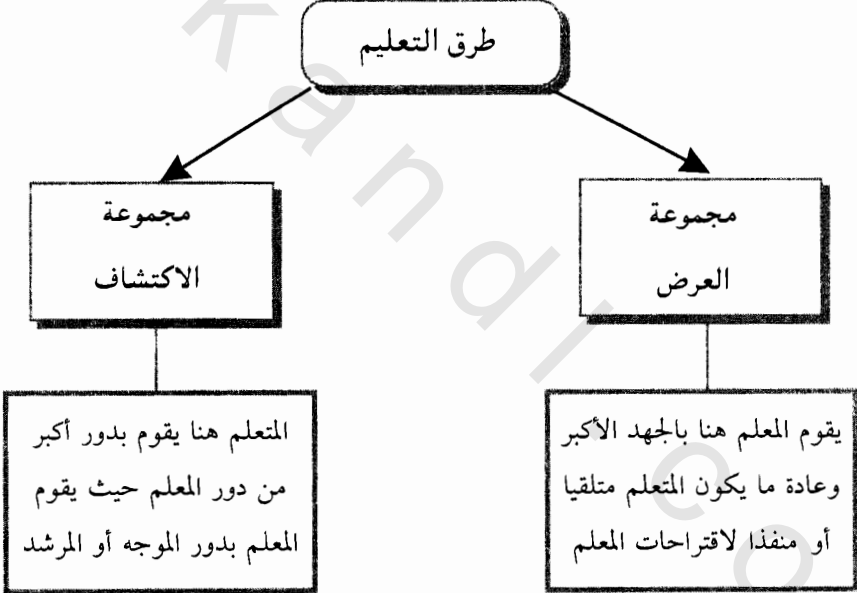 طرق التعليم
مجموعة
العرض
يقوم المعلم هنا بالجهد الأكبر
وعادة ما يكون المتعلم متلقيا
أو منفذا لاقتراحات المعلم
مجموعة
الاكتشاف
المتعلم هنا يقوم بدور أكبر
من دور المعلم حيث يقوم
المعلم بدور الموجه أو المرشد